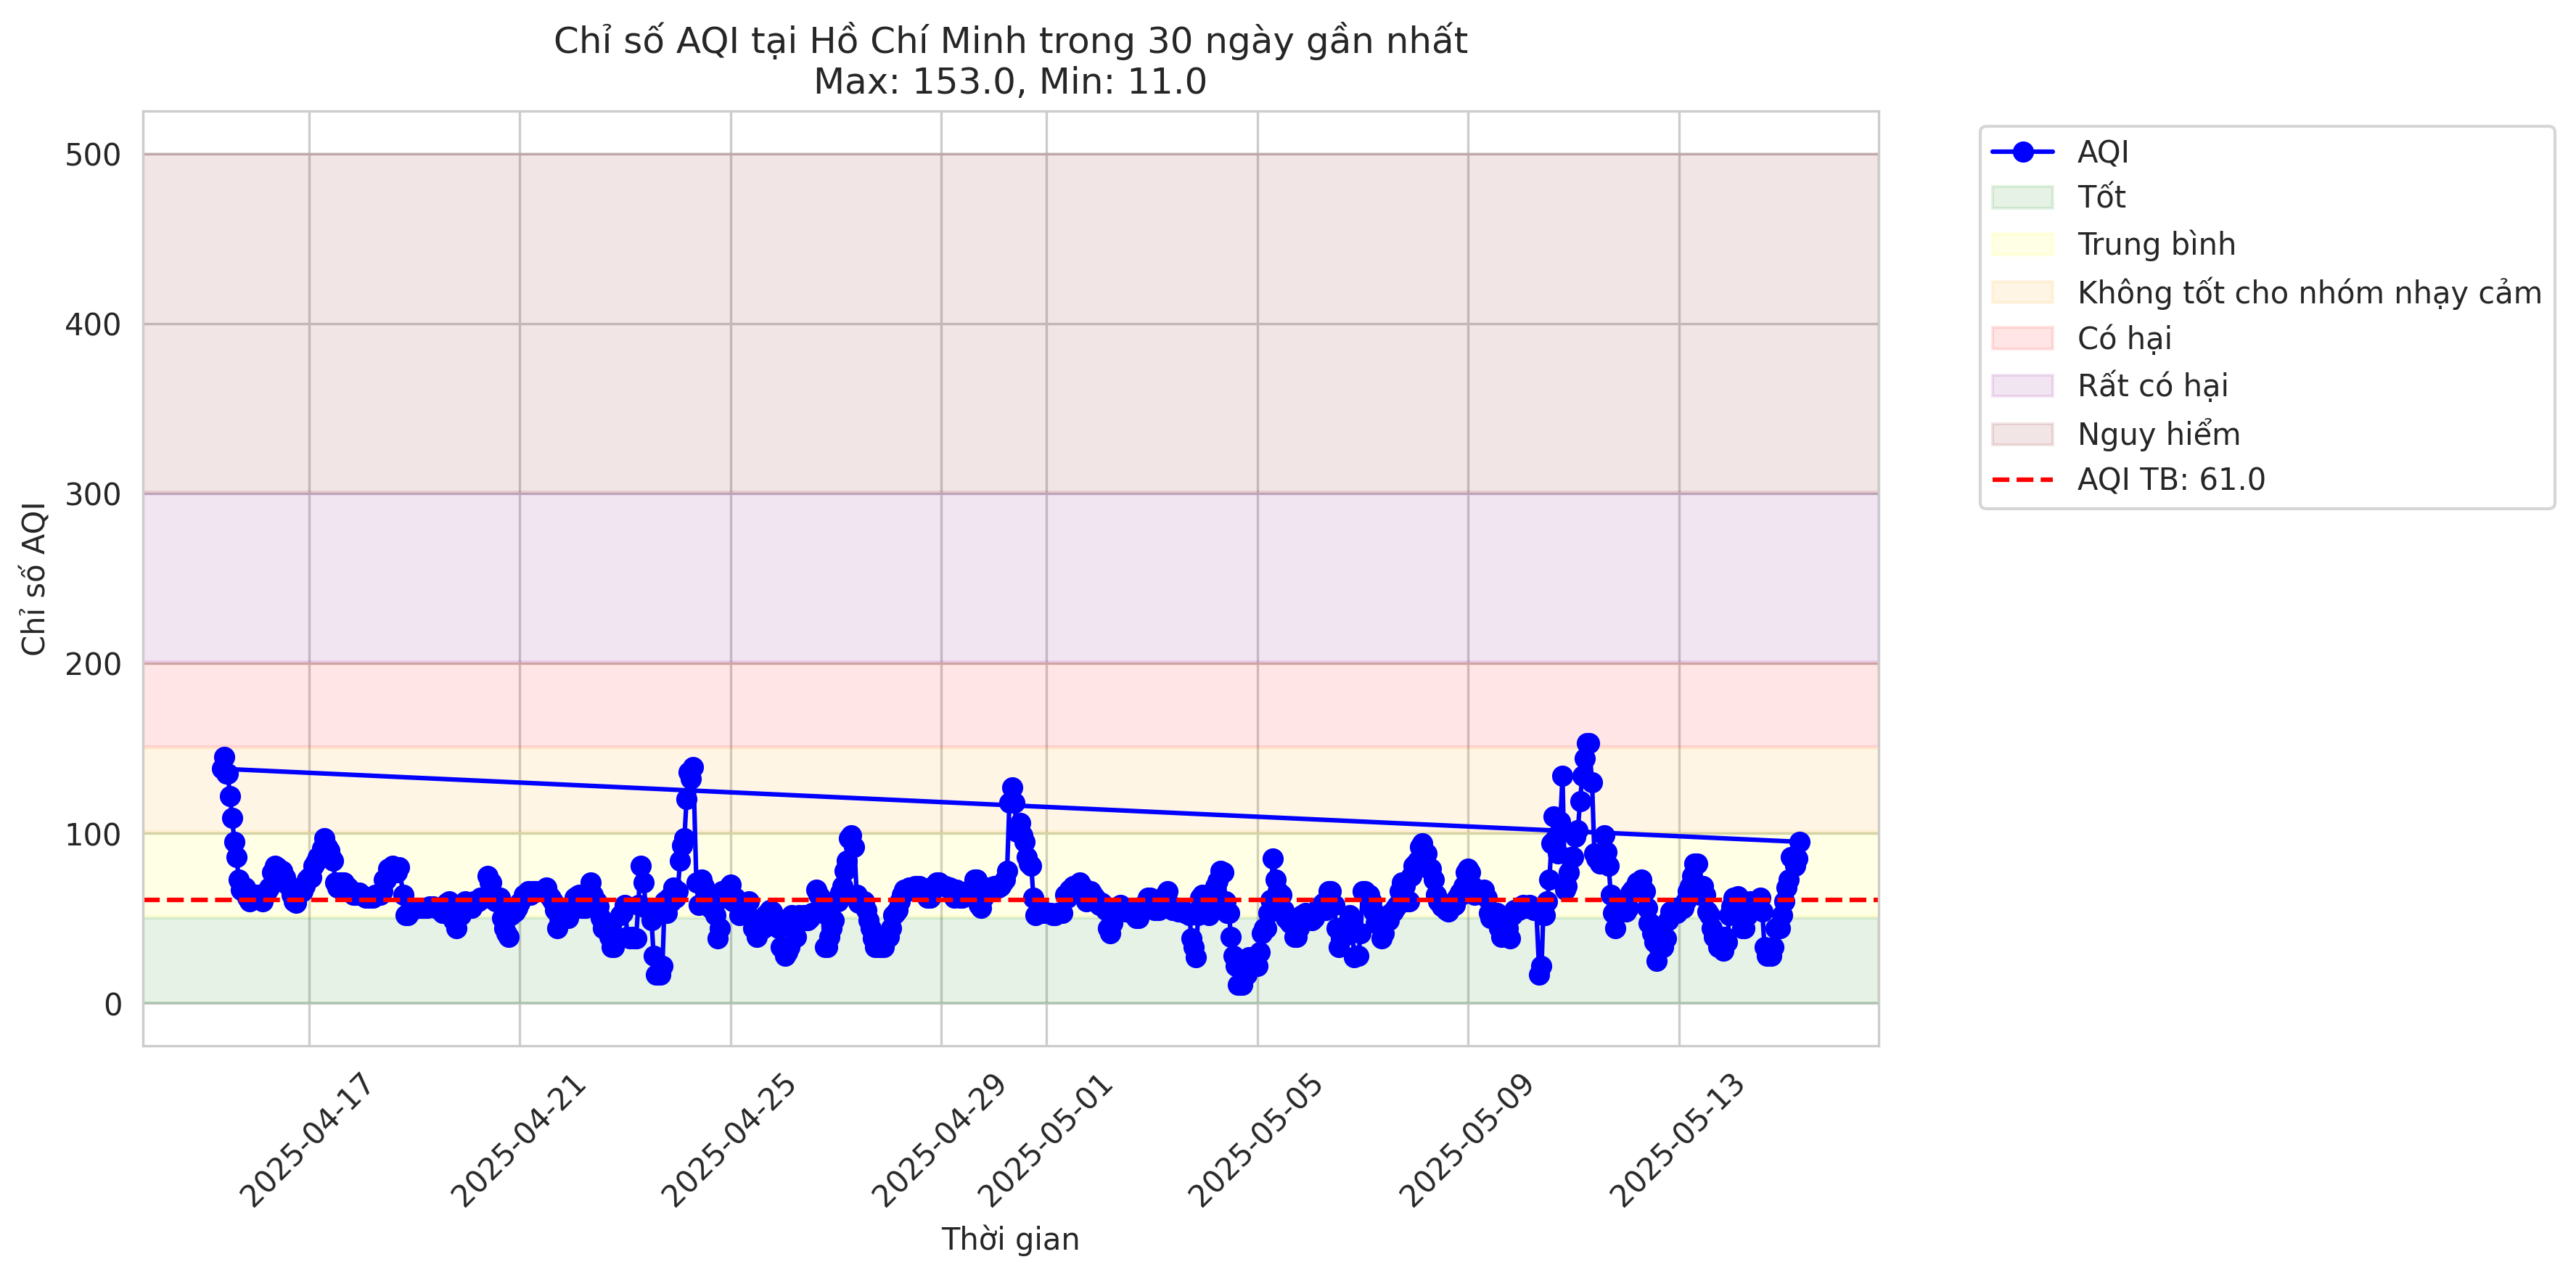 Chỉ số AQI tại Hồ Chí Minh trong 30 ngày gần nhất
Max: 153.0, Min: 11.0
Chỉ số AQI
500
400
300
200
100
0
2025-04-17
2025-04-21
2025-04-25
2025-04-29
2025-05-01
2025-05-05
2025-05-09
2025-05-13
Thời gian
AQI
Tốt
Trung bình
Không tốt cho nhóm nhạy cảm
Có hại
Rất có hại
Nguy hiểm
AQI TB: 61.0